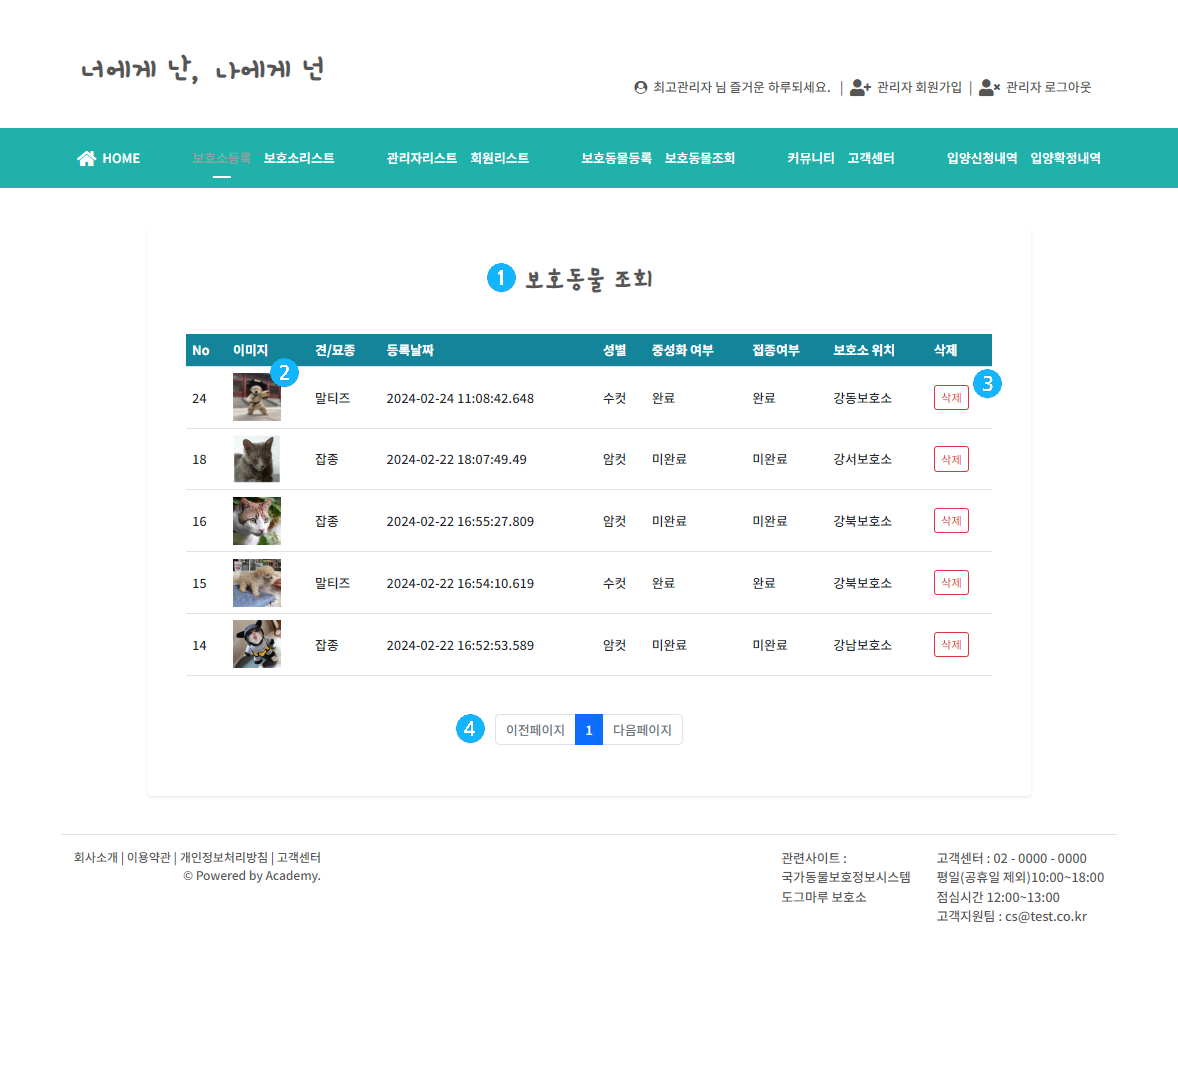 너에게 난, 나에게 넌
최고관리자 님 즐거운 하루되세요. | 관리자 회원가입 | 관리자 로그아웃
HOME 보호소등록 보호소리스트 관리자리스트 회원리스트 보호동물등록 보호동물조회 커뮤니티 고객센터 입양신청내역 입양확정내역
1 보호동물 조회
No 이미지 견/묘종 등록날짜 성별 중성화 여부 접종여부 보호소 위치 삭제
2
3
24 말티즈 2024-02-24 11:08:42.648 수컷 완료 완료 강동보호소 삭제
18 잡종 2024-02-22 18:07:49.49 암컷 미완료 미완료 강서보호소 삭제
16 잡종 2024-02-22 16:55:27.809 암컷 미완료 미완료 강북보호소 삭제
15 말티즈 2024-02-22 16:54:10.619 수컷 완료 완료 강북보호소 삭제
14 잡종 2024-02-22 16:52:53.589 암컷 미완료 미완료 강남보호소 삭제
4 이전페이지 1 다음페이지
회사소개 | 이용약관 | 개인정보처리방침 | 고객센터
© Powered by Academy.
관련사이트 :
국가동물보호정보시스템
도그마루 보호소
고객센터 : 02 - 0000 - 0000
평일(공휴일 제외)10:00~18:00
점심시간 12:00~13:00
고객지원팀 : cs@test.co.kr